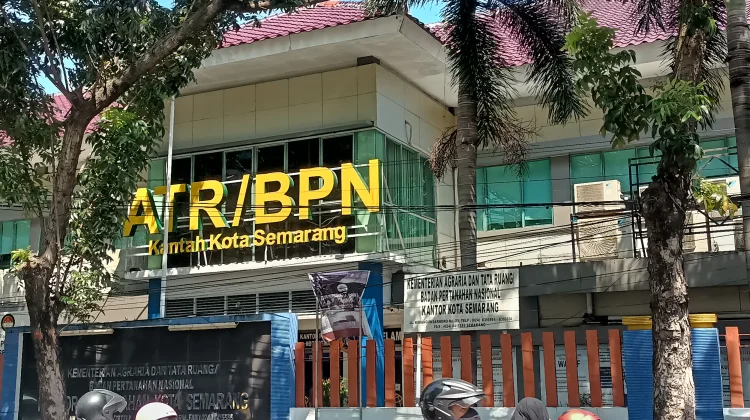 ATR/BPN
Kantah Kota Semarang
KEMENTERIAN AGRARIA DAN TATA RUANG/
BADAN PERTANAHAN NASIONAL
KANTOR KOTA SEMARANG
KEMENTERIAN AGRARIA DAN TATA RUANG/
BADAN PERTANAHAN NASIONAL
KOTA SEMARANG